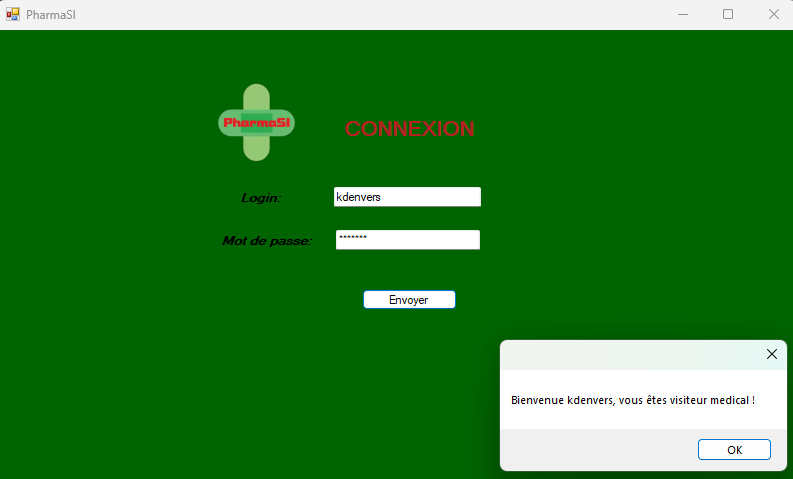 PharmaSI
PharmaSI
CONNEXION
Login:
kdenvers
Mot de passe:
*******
Envoyer
Bienvenue kdenvers, vous êtes visiteur medical !
OK